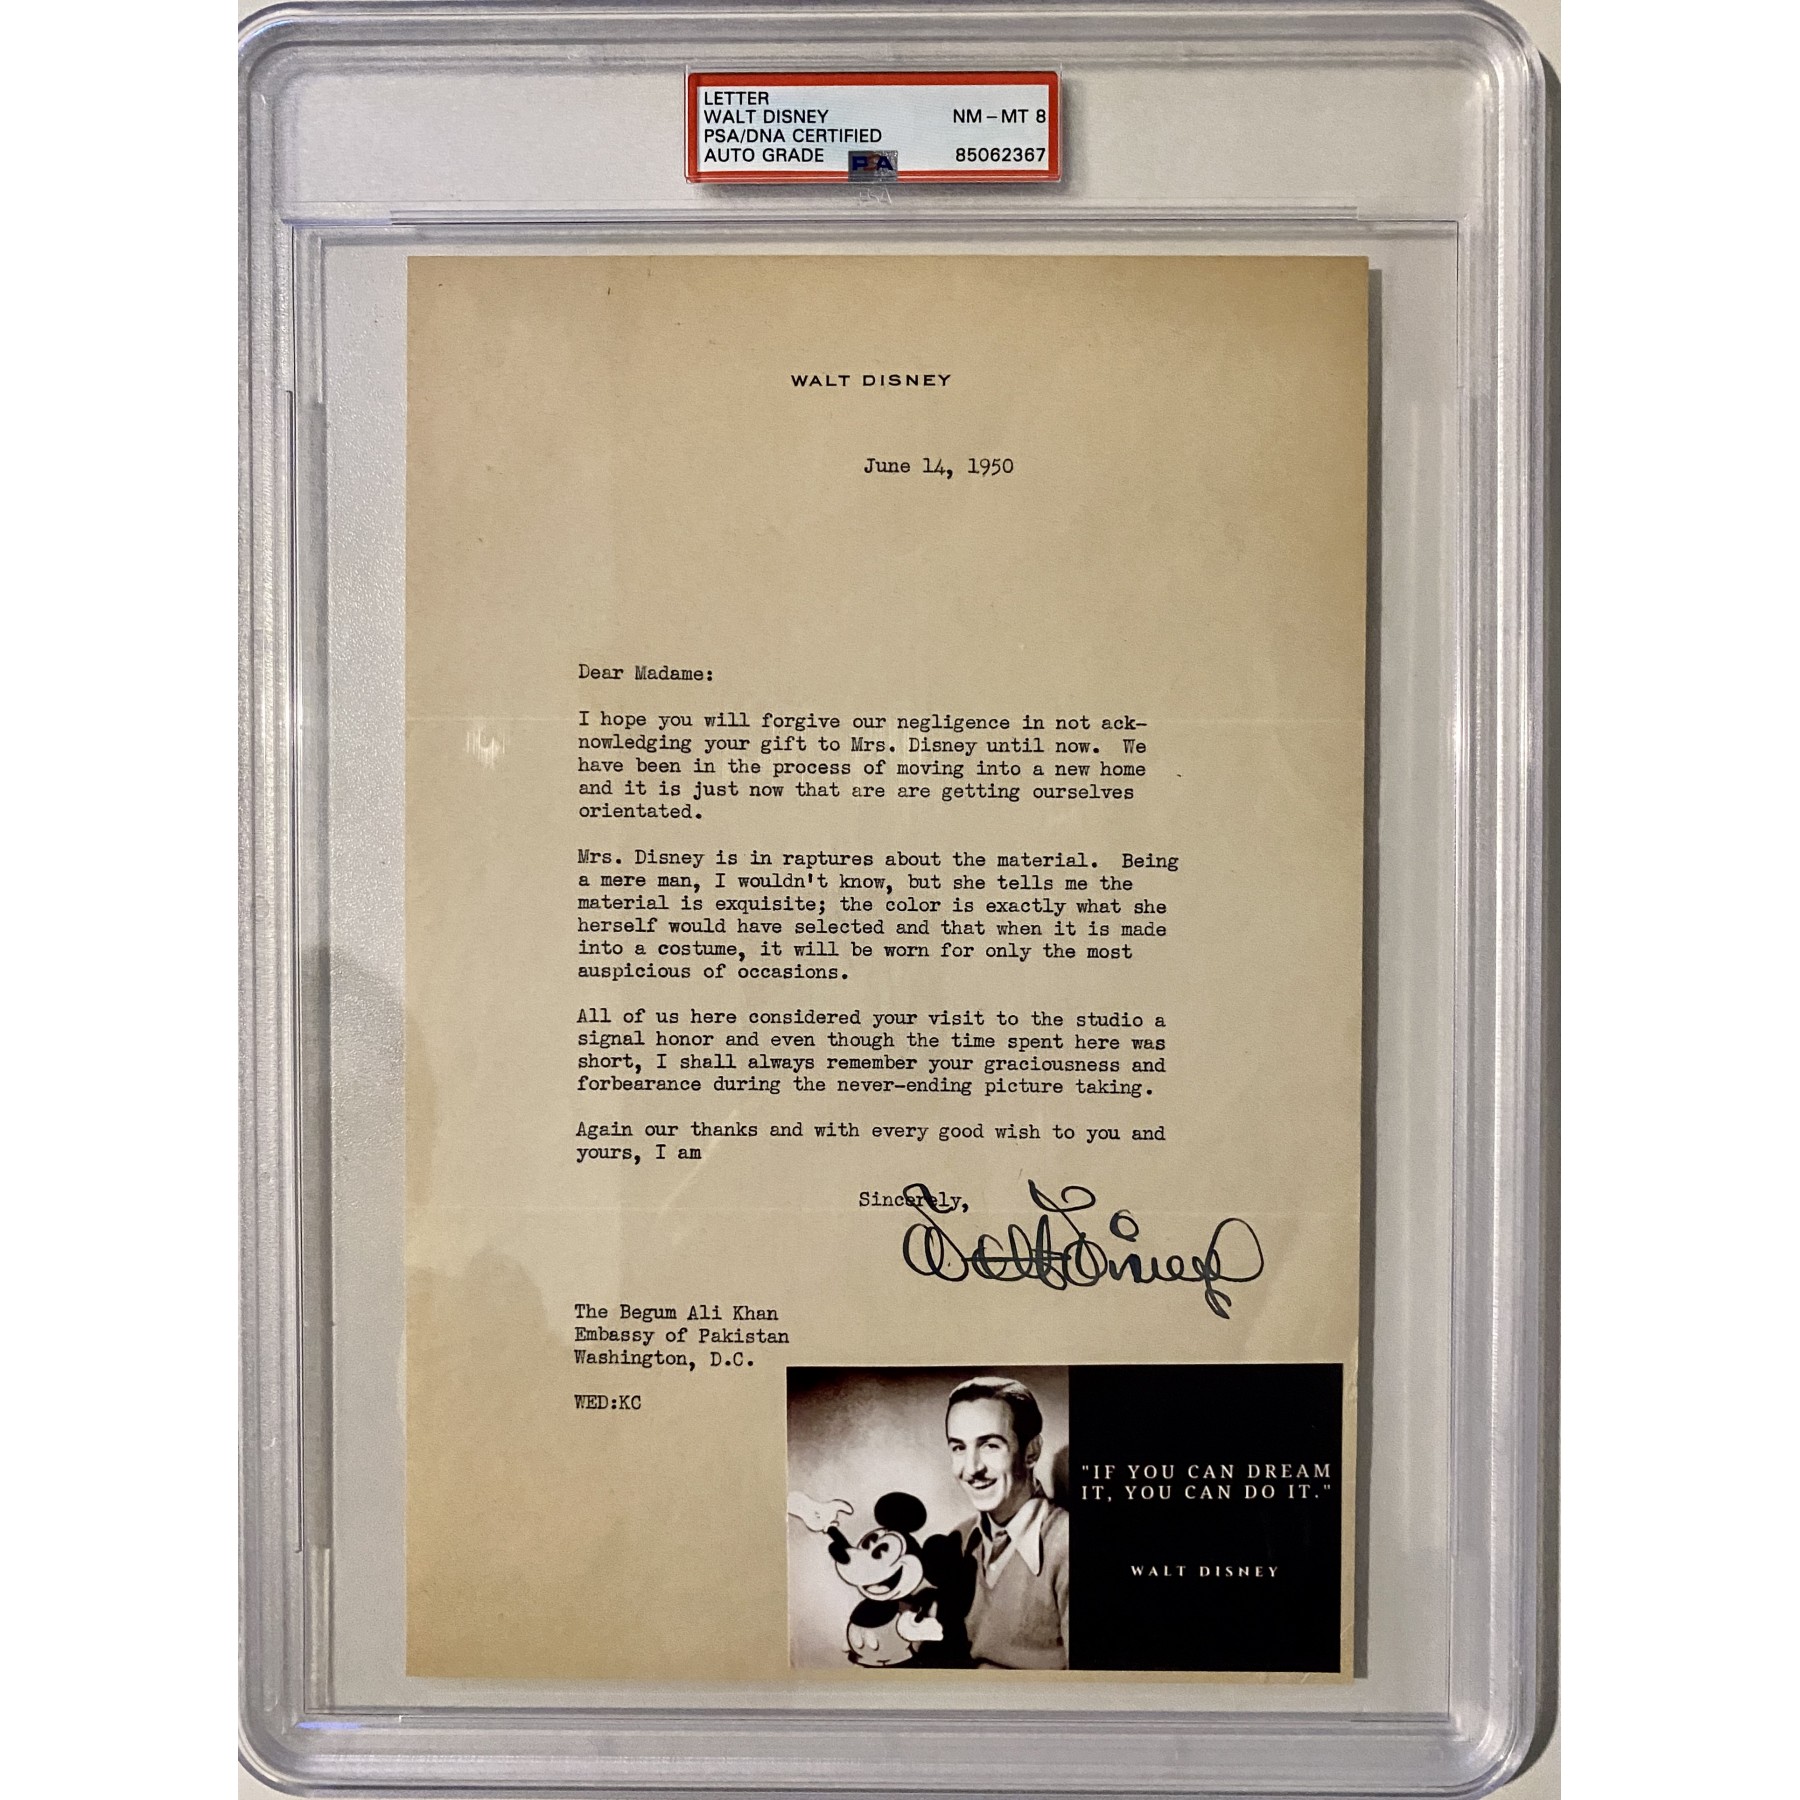 LETTER
WALT DISNEY NM-MT 8
PSA/DNA CERTIFIED
AUTO GRADE PSA 85062367
PSA
WALT DISNEY
June 14, 1950
Dear Madame:
I hope you will forgive our negligence in not ack-
nowledging your gift to Mrs. Disney until now. We
have been in the process of moving into a new home
and it is just now that are are getting ourselves
orientated.
Mrs. Disney is in raptures about the material. Being
a mere man, I wouldn't know, but she tells me the
material is exquisite; the color is exactly what she
herself would have selected and that when it is made
into a costume, it will be worn for only the most
auspicious of occasions.
All of us here considered your visit to the studio a
signal honor and even though the time spent here was
short, I shall always remember your graciousness and
forbearance during the never-ending picture taking.
Again our thanks and with every good wish to you and
yours, I am
Sincerely,
Walt Disney
The Begum Ali Khan
Embassy of Pakistan
Washington, D.C.
WED:KC
"IF YOU CAN DREAM
IT, YOU CAN DO IT."
WALT DISNEY